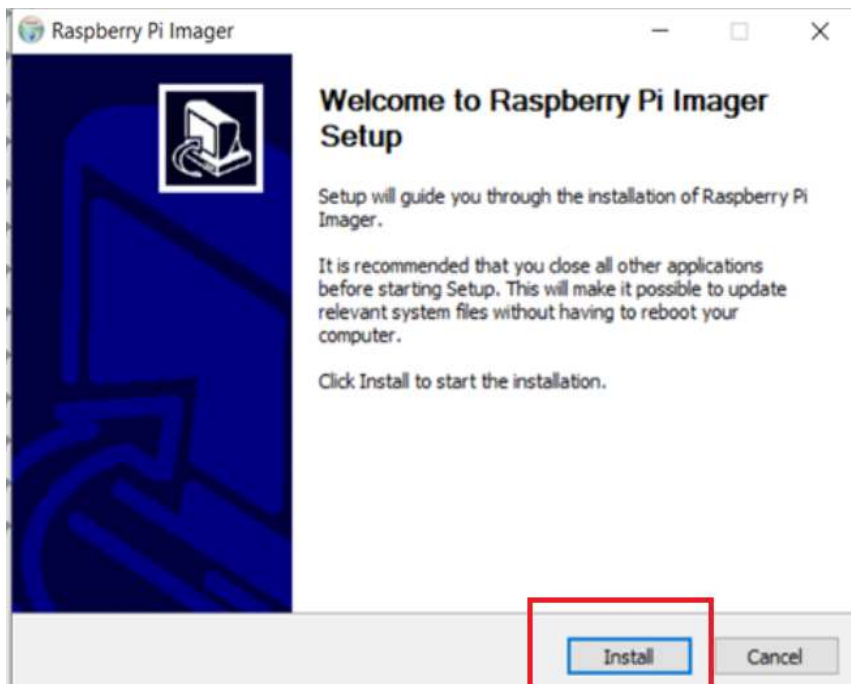 Raspberry Pi Imager
Welcome to Raspberry Pi Imager
Setup
Setup will guide you through the installation of Raspberry Pi
Imager.
It is recommended that you close all other applications
before starting Setup. This will make it possible to update
relevant system files without having to reboot your
computer.
Click Install to start the installation.
Install
Cancel